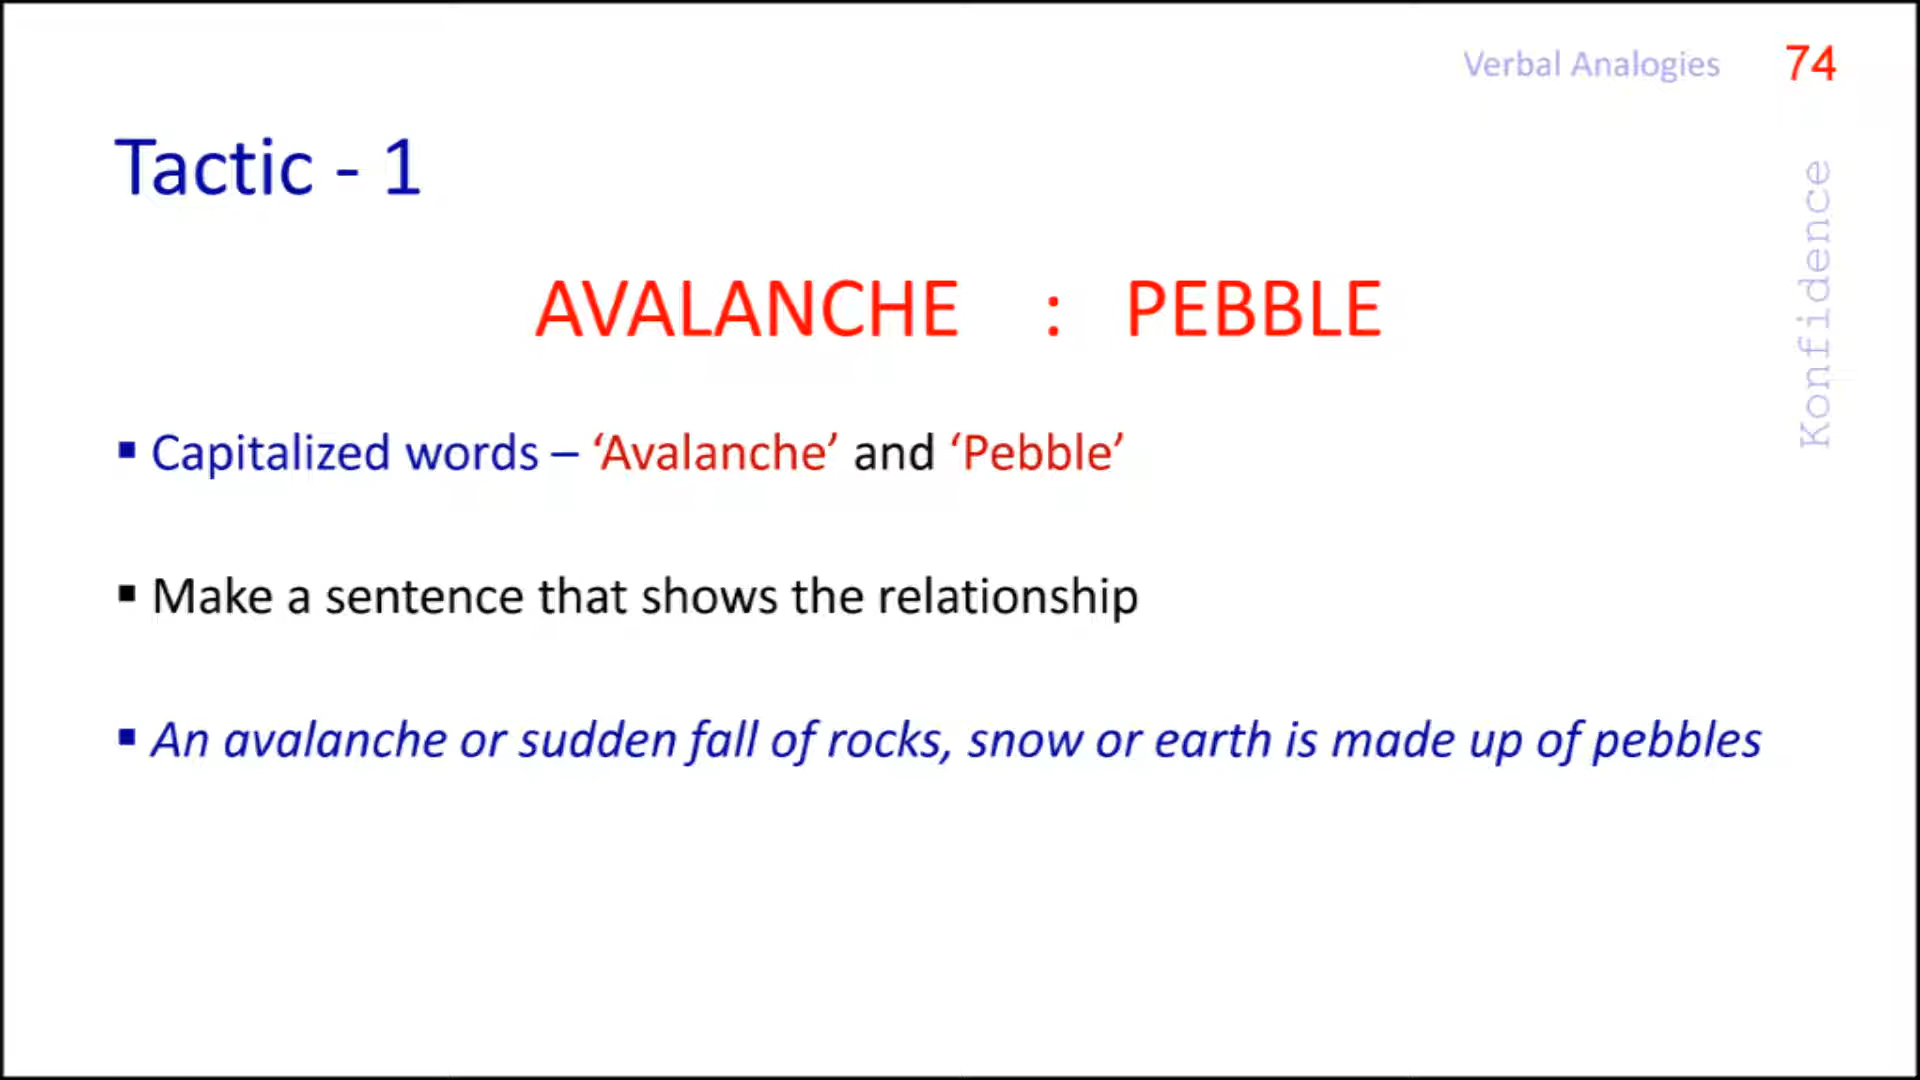 Verbal Analogies 74
Konfidence
Tactic - 1
AVALANCHE : PEBBLE
▪ Capitalized words – ‘Avalanche’ and ‘Pebble’
▪ Make a sentence that shows the relationship
▪ An avalanche or sudden fall of rocks, snow or earth is made up of pebbles